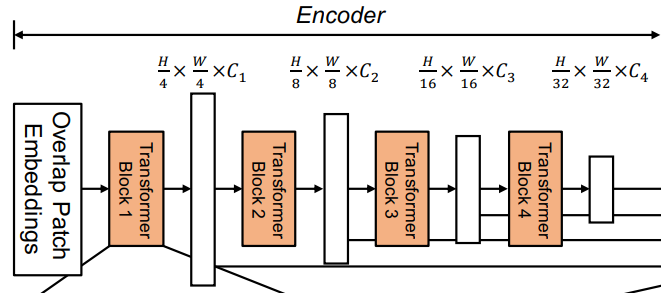 Encoder
H/4 × W/4 ×C₁
H/8 × W/8 ×C₂
H/16 × W/16 ×C₃
H/32 × W/32 ×C₄
Overlap Patch
Embeddings
Transformer
Block 1
Transformer
Block 2
Transformer
Block 3
Transformer
Block 4